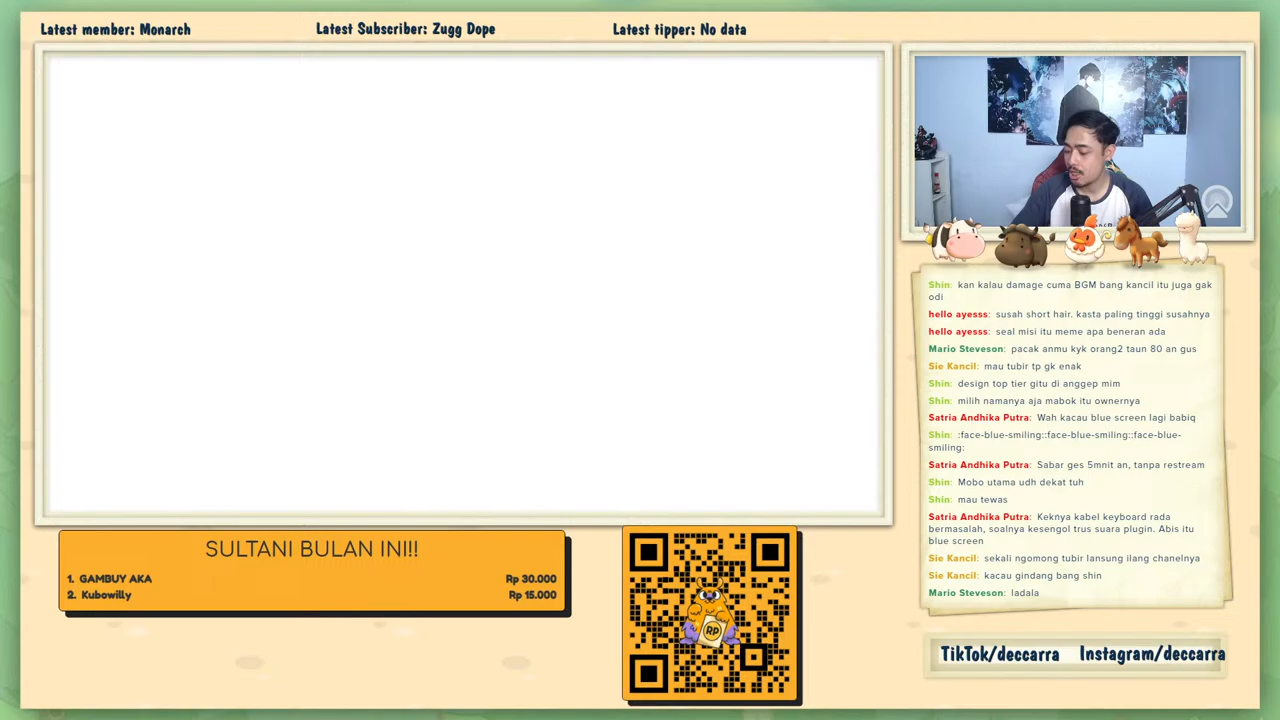 Latest member: Monarch
Latest Subscriber: Zugg Dope
Latest tipper: No data
Shin: kan kalau damage cuma BGM bang kancil itu juga gak
odi
hello ayesss: susah short hair. kasta paling tinggi susahnya
hello ayesss: seal misi itu meme apa beneran ada
Mario Steveson: pacak anmu kyk orang2 taun 80 an gus
Sie Kancil: mau tubir tp gk enak
Shin: design top tier gitu di anggep mim
Shin: milih namanya aja mabok itu ownernya
Satria Andhika Putra: Wah kacau blue screen lagi babiq
Shin: :face-blue-smiling::face-blue-smiling::face-blue-
smiling:
Satria Andhika Putra: Sabar ges 5mnit an, tanpa restream
Shin: Mobo utama udh dekat tuh
Shin: mau tewas
Satria Andhika Putra: Keknya kabel keyboard rada
bermasalah, soalnya kesengol trus suara plugin. Abis itu
blue screen
Sie Kancil: sekali ngomong tubir lansung ilang chanelnya
Sie Kancil: kacau gindang bang shin
Mario Steveson: ladala
SULTANI BULAN INI!!
1. GAMBUY AKA Rp 30.000
2. Kubowilly Rp 15.000
RP
TikTok/deccarra Instagram/deccarra